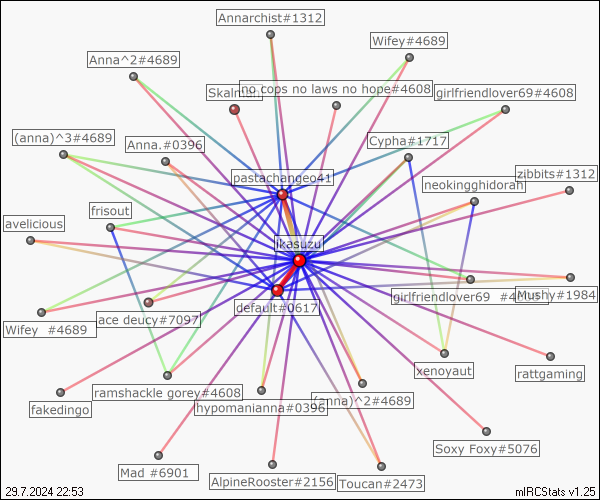 Annarchist#1312
Wifey#4689
Anna^2#4689
no cops no laws no hope#4608
girlfriendlover69#4608
(anna)^3#4689
Anna.#0396
Cypha#1717
zibbits#1312
pastachangeo41
neokingghidorah
frisout
avelicious
ikasuzu
girlfriendlover69
Mushy#1984
default#0617
ace deucy#7097
Wifey #4689
xenoyaut
rattgaming
ramshackle gorey#4608
(anna)^2#4689
hypomanianna#0396
fakedingo
Soxy Foxy#5076
Mad #6901
AlpineRooster#2156
Toucan#2473
29.7.2024 22:53
mIRCStats v1.25